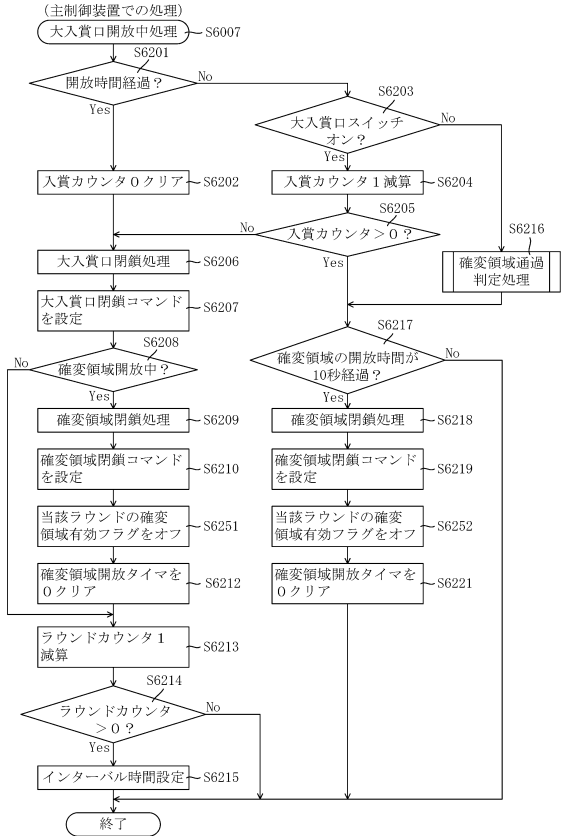 (主制御装置での処理)
大入賞口開放中処理
S6007
S6201
開放時間経過?
No
Yes
S6203
大入賞口スイッチ
オン?
No
Yes
入賞カウンタ0クリア
S6202
入賞カウンタ1減算
S6204
S6205
入賞カウンタ>0?
No
Yes
S6216
確変領域通過
判定処理
大入賞口閉鎖処理
S6206
大入賞口閉鎖コマンド
を設定
S6207
S6208
確変領域開放中?
No
Yes
S6217
確変領域の開放時間が
10秒経過?
No
Yes
確変領域閉鎖処理
S6209
確変領域閉鎖処理
S6218
確変領域閉鎖コマンド
を設定
S6210
確変領域閉鎖コマンド
を設定
S6219
当該ラウンドの確変
領域有効フラグをオフ
S6251
当該ラウンドの確変
領域有効フラグをオフ
S6252
確変領域開放タイマを
0クリア
S6212
確変領域開放タイマを
0クリア
S6221
ラウンドカウンタ1
減算
S6213
S6214
ラウンドカウンタ
>0?
No
Yes
インターバル時間設定
S6215
終了